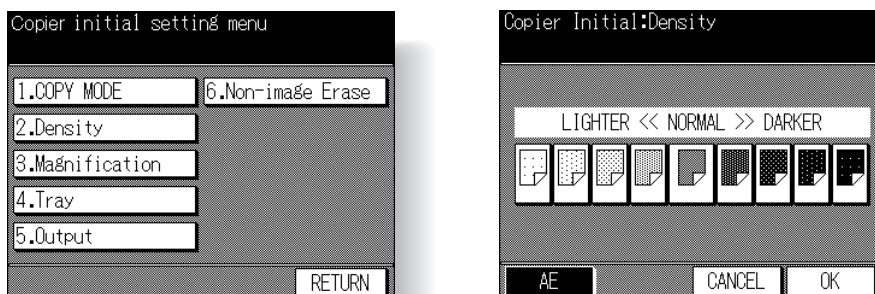 Copier initial setting menu
1.COPY MODE
6.Non-image Erase
2.Density
3.Magnification
4.Tray
5.Output
RETURN
Copier Initial:Density
LIGHTER << NORMAL >> DARKER
AE
CANCEL
OK